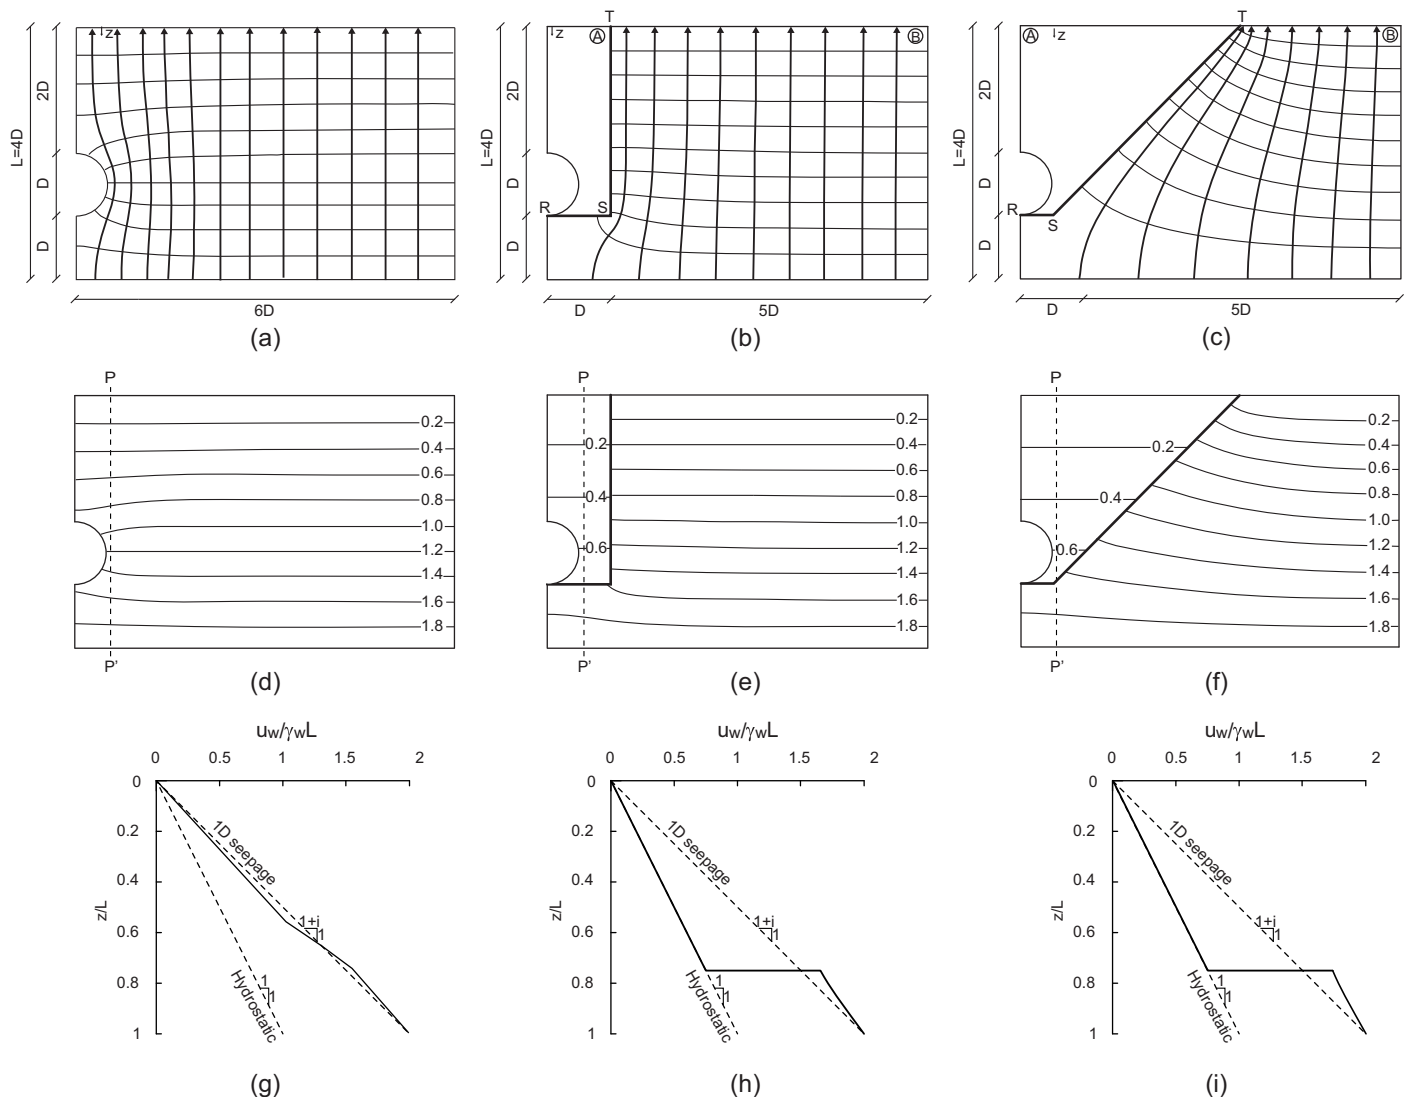 z
2D
L=4D
D
D
6D
(a)
T
z
A
B
2D
L=4D
D
R
S
D
D
5D
(b)
T
A
z
B
2D
L=4D
D
R
S
D
D
5D
(c)
P
0.2
0.4
0.6
0.8
1.0
1.2
1.4
1.6
1.8
P'
(d)
P
0.2
0.2
0.4
0.6
0.4
0.8
1.0
0.6
1.2
1.4
1.6
1.8
P'
(e)
P
0.2
0.2
0.4
0.6
0.4
0.8
1.0
0.6
1.2
1.4
1.6
1.8
P'
(f)
uw/γwL
0 0.5 1 1.5 2
0
0.2
0.4
0.6
0.8
1
z/L
1D seepage
1+i
1
1
1
Hydrostatic
(g)
uw/γwL
0 0.5 1 1.5 2
0
0.2
0.4
0.6
0.8
1
z/L
1D seepage
1+i
1
1
1
Hydrostatic
(h)
uw/γwL
0 0.5 1 1.5 2
0
0.2
0.4
0.6
0.8
1
z/L
1D seepage
1+i
1
1
1
Hydrostatic
(i)